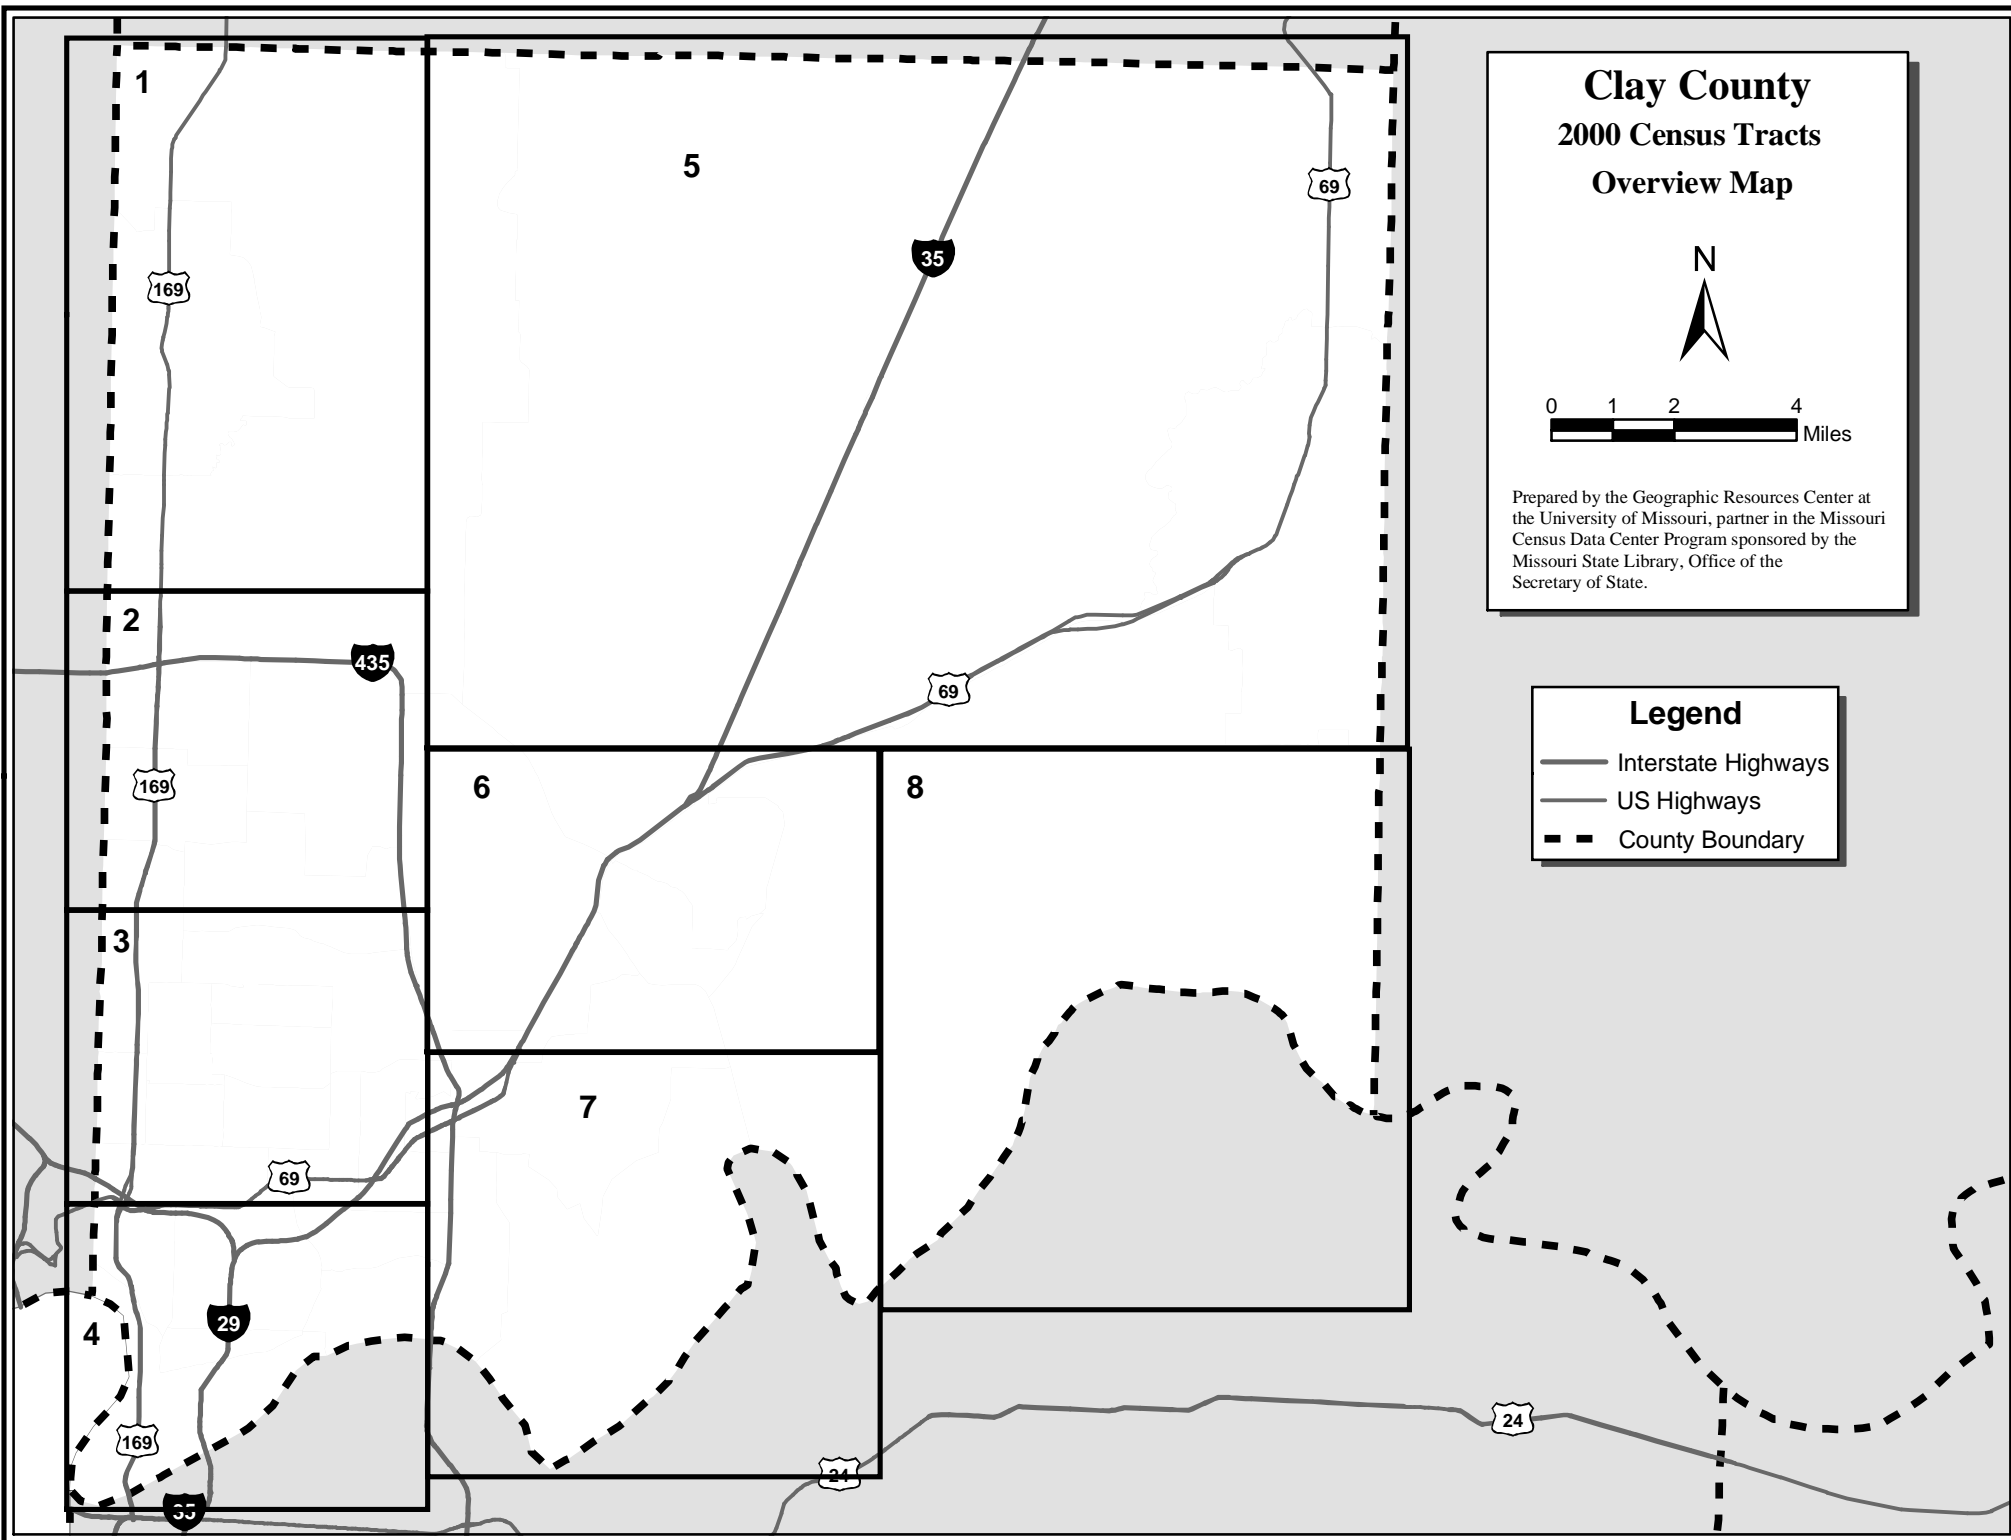 Clay County
2000 Census Tracts
Overview Map
N
0 1 2 4
Miles
Prepared by the Geographic Resources Center at
the University of Missouri, partner in the Missouri
Census Data Center Program sponsored by the
Missouri State Library, Office of the
Secretary of State.
Legend
Interstate Highways
US Highways
County Boundary
1
5
69
35
169
2
435
69
169
6
8
3
7
69
4
29
169
24
24
35